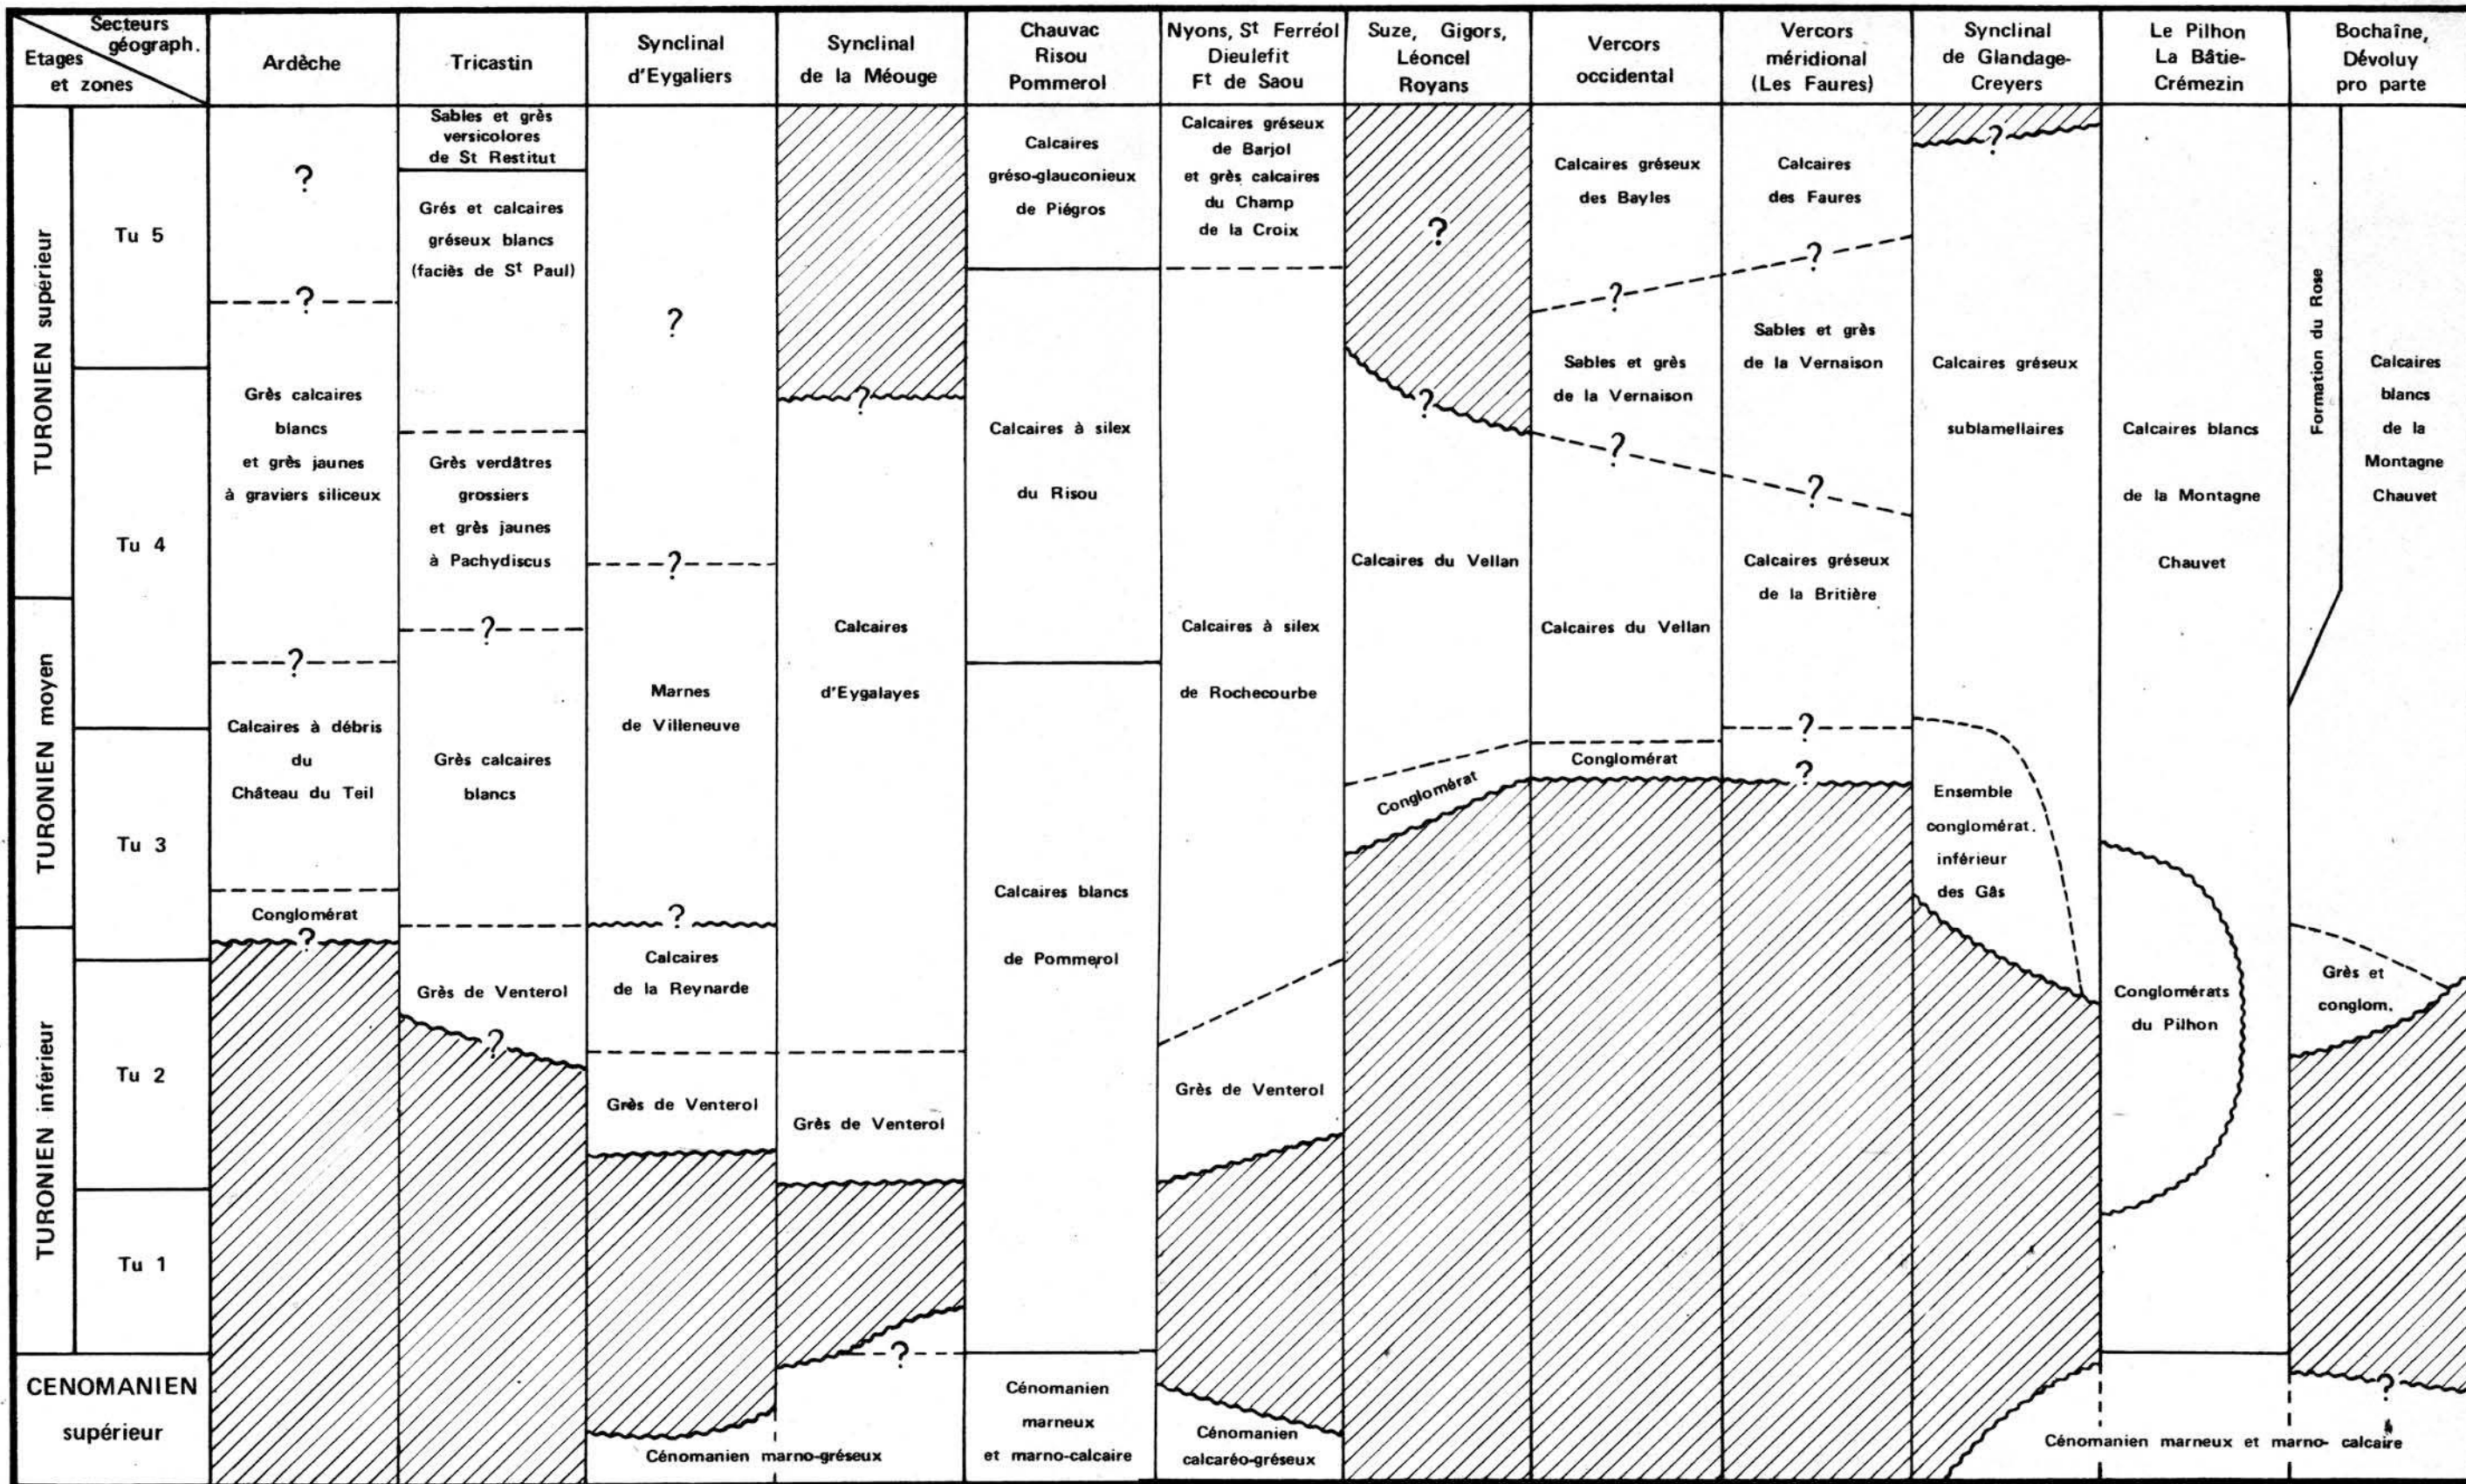 Secteurs
géograph.
Etages
et zones
Ardèche
Tricastin
Synclinal
d'Eygaliers
Synclinal
de la Méouge
Chauvac
Risou
Pommerol
Nyons, St Ferréol
Dieulefit
Ft de Saou
Suze, Gigors,
Léoncel
Royans
Vercors
occidental
Vercors
méridional
(Les Faures)
Synclinal
de Glandage-
Creyers
Le Pilhon
La Bâtie-
Crémezin
Bochaîne,
Dévoluy
pro parte
TURONIEN supérieur
TURONIEN moyen
TURONIEN inférieur
CENOMANIEN
supérieur
Tu 5
Tu 4
Tu 3
Tu 2
Tu 1
?
?
Grès calcaires
blancs
et grès jaunes
à graviers siliceux
?
Calcaires à débris
du
Château du Teil
Conglomérat
?
Sables et grès
versicolores
de St Restitut
Grés et calcaires
gréseux blancs
(faciès de St Paul)
Grès verdâtres
grossiers
et grès jaunes
à Pachydiscus
?
Grès calcaires
blancs
Grès de Venterol
?
?
?
Marnes
de Villeneuve
?
Calcaires
de la Reynarde
Grès de Venterol
Cénomanien marno-gréseux
?
Calcaires
d'Eygalayes
Grès de Venterol
?
Calcaires
gréso-glauconieux
de Piégros
Calcaires à silex
du Risou
Calcaires blancs
de Pommerol
Cénomanien
marneux
et marno-calcaire
Calcaires gréseux
de Barjol
et grès calcaires
du Champ
de la Croix
Calcaires à silex
de Rochecourbe
Grès de Venterol
Cénomanien
calcaréo-gréseux
?
?
Calcaires du Vellan
Conglomérat
Calcaires gréseux
des Bayles
?
Sables et grès
de la Vernaison
?
Calcaires du Vellan
Conglomérat
Calcaires
des Faures
?
Sables et grès
de la Vernaison
?
Calcaires gréseux
de la Britière
?
?
?
Calcaires gréseux
sublamellaires
Ensemble
conglomérat.
inférieur
des Gâs
Calcaires blancs
de la Montagne
Chauvet
Conglomérats
du Pilhon
Formation du Rose
Calcaires
blancs
de la
Montagne
Chauvet
Grès et
conglom.
?
Cénomanien marneux et marno- calcaire